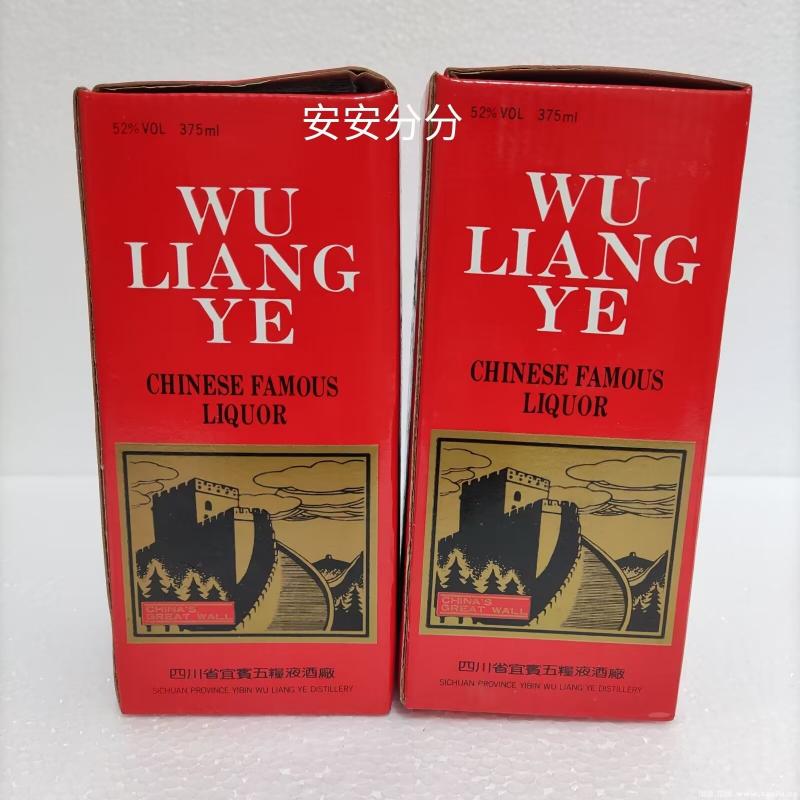 安安分分
52% VOL 375ml
WU
LIANG
YE
CHINESE FAMOUS
LIQUOR
CHINA'S
GREAT WALL
四川省宜賓五糧液酒廠
SICHUAN PROVINCE YIBIN WU LIANG YE DISTILLERY
52% VOL 375ml
WU
LIANG
YE
CHINESE FAMOUS
LIQUOR
CHINA'S
GREAT WALL
四川省宜賓五糧液酒廠
SICHUAN PROVINCE YIBIN WU LIANG YE DISTILLERY